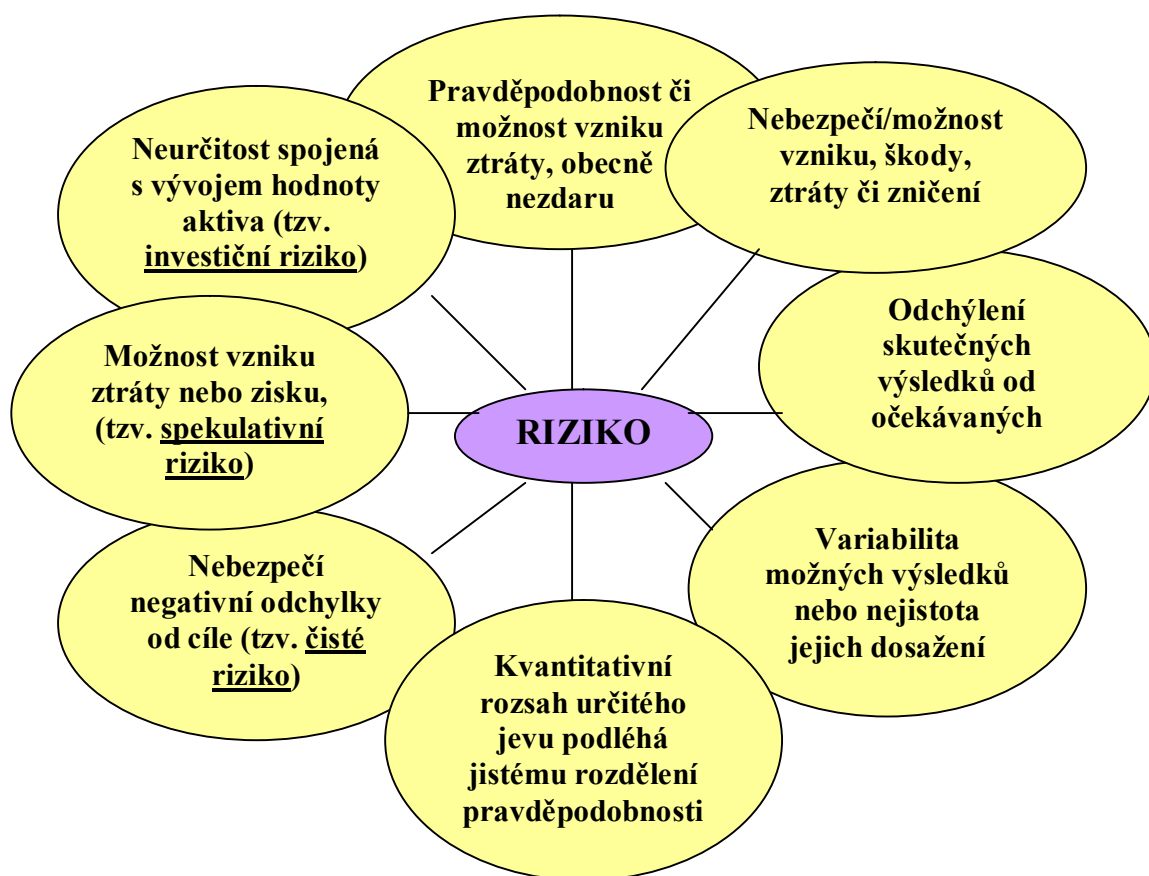 Pravděpodobnost či
možnost vzniku
ztráty, obecně
nezdaru
Nebezpečí/možnost
vzniku, škody,
ztráty či zničení
Neurčitost spojená
s vývojem hodnoty
aktiva (tzv.
investiční riziko)
Odchýlení
skutečných
výsledků od
očekávaných
Možnost vzniku
ztráty nebo zisku,
(tzv. spekulativní
riziko)
RIZIKO
Variabilita
možných výsledků
nebo nejistota
jejich dosažení
Nebezpečí
negativní odchylky
od cíle (tzv. čisté
riziko)
Kvantitativní
rozsah určitého
jevu podléhá
jistému rozdělení
pravděpodobnosti